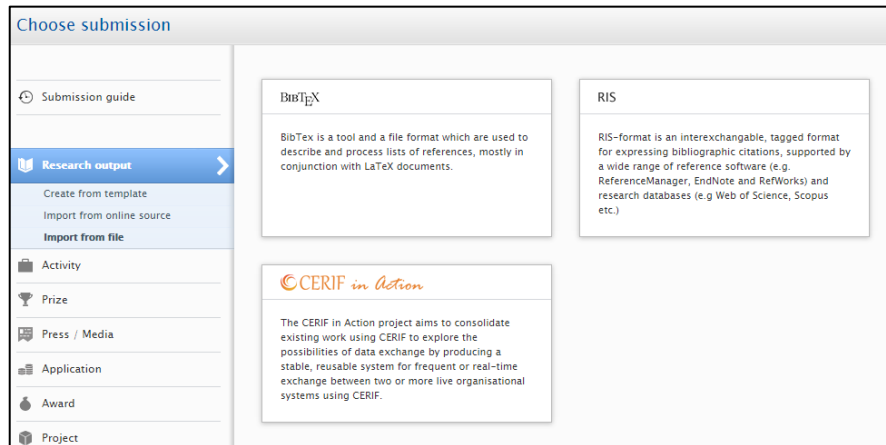 Choose submission
Submission guide
Research output
Create from template
Import from online source
Import from file
Activity
Prize
Press / Media
Application
Award
Project
BIBTEX
BibTex is a tool and a file format which are used to
describe and process lists of references, mostly in
conjunction with LaTeX documents.
RIS
RIS-format is an interexchangable, tagged format
for expressing bibliographic citations, supported by
a wide range of reference software (e.g.
ReferenceManager, EndNote and RefWorks) and
research databases (e.g Web of Science, Scopus
etc.)
CERIF in Action
The CERIF in Action project aims to consolidate
existing work using CERIF to explore the
possibilities of data exchange by producing a
stable, reusable system for frequent or real-time
exchange between two or more live organisational
systems using CERIF.